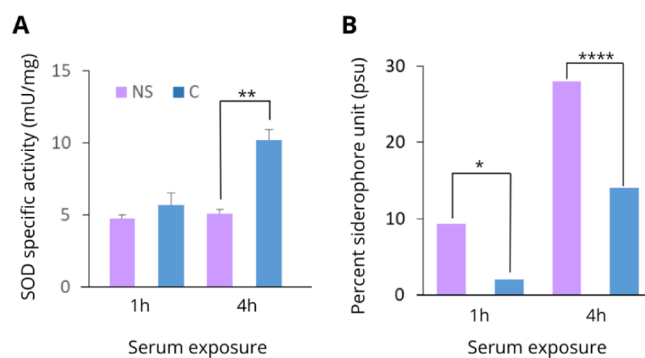 A
SOD specific activity (mU/mg)
15
10
5
0
NS
C
**
1h
4h
Serum exposure
B
Percent siderophore unit (psu)
30
20
10
0
*
****
1h
4h
Serum exposure